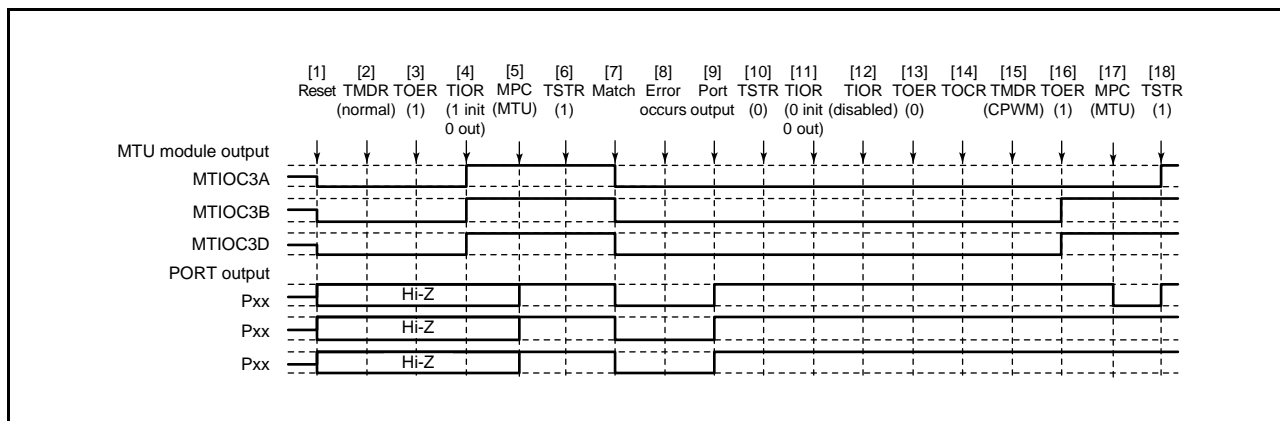 [1] [2] [3] [4] [5] [6] [7] [8] [9] [10] [11] [12] [13] [14] [15] [16] [17] [18]
Reset TMDR TOER TIOR MPC TSTR Match Error Port TSTR TIOR TIOR TOER TOCR TMDR TOER MPC TSTR
(normal) (1) (1 init (MTU) (1) occurs output (0) (0 init (disabled) (0) (CPWM) (1) (MTU) (1)
0 out) 0 out)
MTU module output
MTIOC3A
MTIOC3B
MTIOC3D
PORT output
Pxx Hi-Z
Pxx Hi-Z
Pxx Hi-Z